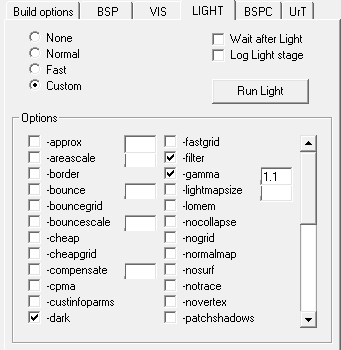 Build options BSP VIS LIGHT BSPC UrT
None
Normal
Fast
Custom
Wait after Light
Log Light stage
Run Light
Options
-approx
-areascale
-border
-bounce
-bouncegrid
-bouncescale
-cheap
-cheapgrid
-compensate
-cpma
-custinfoparms
-dark
-fastgrid
-filter
-gamma 1.1
-lightmapsize
-lomem
-nocollapse
-nogrid
-normalmap
-nosurf
-notrace
-novertex
-patchshadows